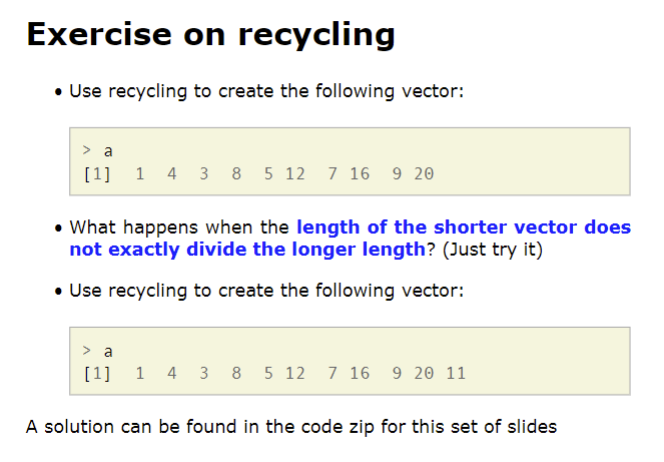 Exercise on recycling
• Use recycling to create the following vector:
> a
[1]  1  4  3  8  5 12  7 16  9 20
• What happens when the length of the shorter vector does
not exactly divide the longer length? (Just try it)
• Use recycling to create the following vector:
> a
[1]  1  4  3  8  5 12  7 16  9 20 11
A solution can be found in the code zip for this set of slides